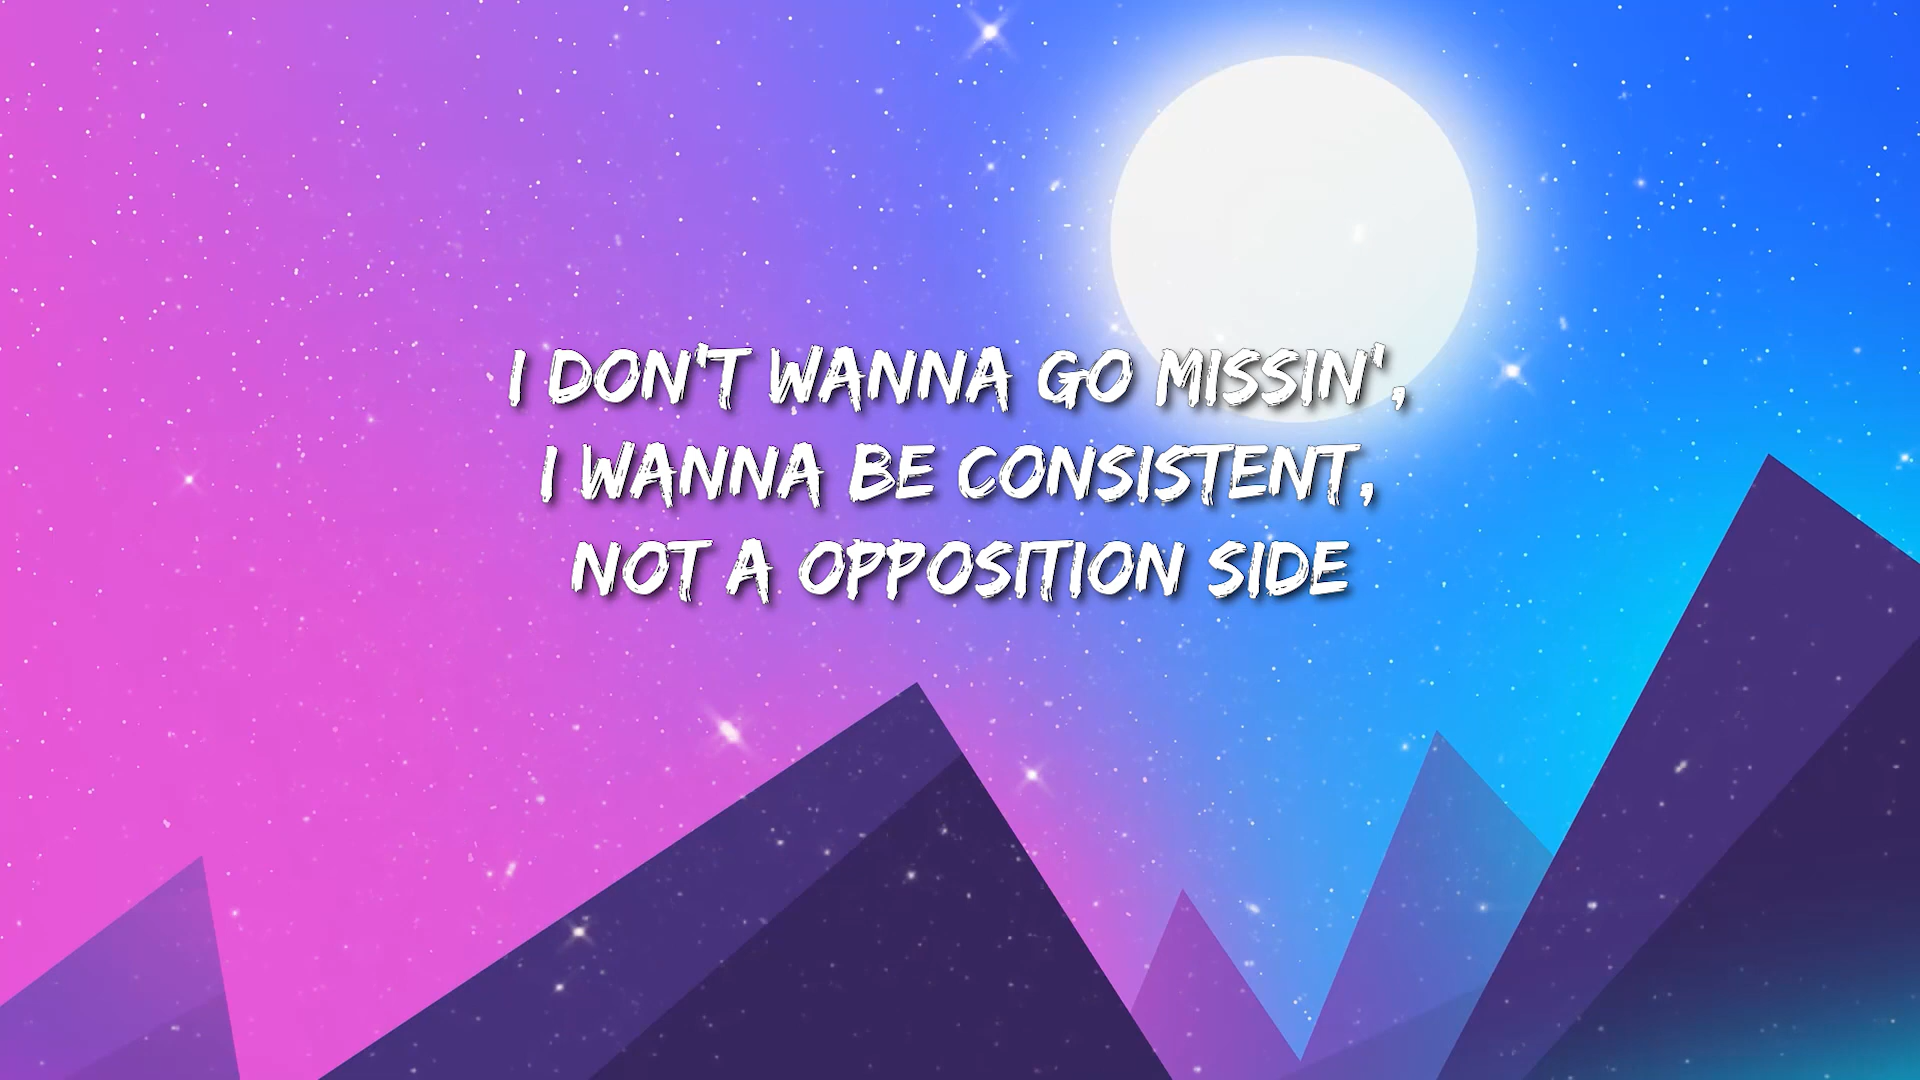 I DON'T WANNA GO MISSIN',
I WANNA BE CONSISTENT,
NOT A OPPOSITION SIDE